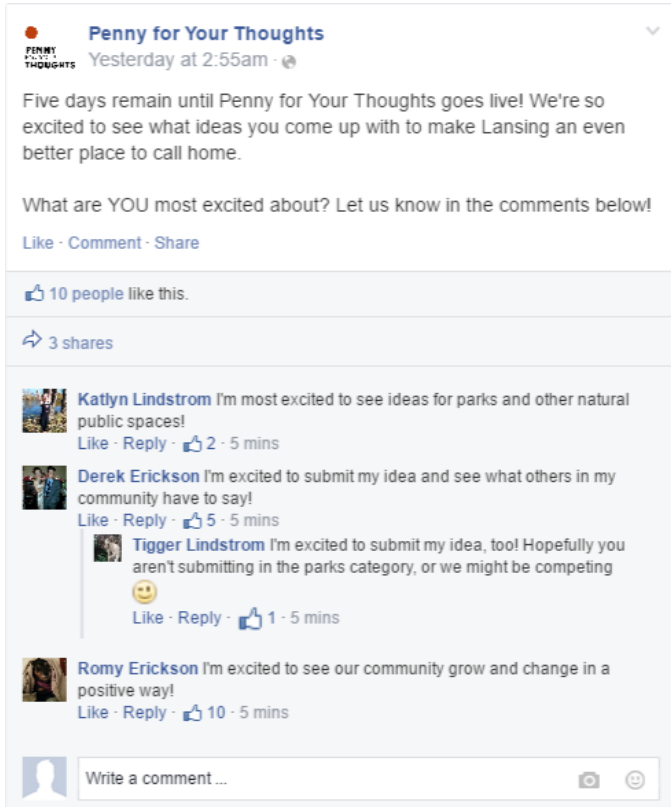 Penny for Your Thoughts
PENNY
THOUGHTS
Yesterday at 2:55am ·
Five days remain until Penny for Your Thoughts goes live! We're so
excited to see what ideas you come up with to make Lansing an even
better place to call home.
What are YOU most excited about? Let us know in the comments below!
Like · Comment · Share
10 people like this.
3 shares
Katlyn Lindstrom I'm most excited to see ideas for parks and other natural
public spaces!
Like · Reply · 2 · 5 mins
Derek Erickson I'm excited to submit my idea and see what others in my
community have to say!
Like · Reply · 5 · 5 mins
Tigger Lindstrom I'm excited to submit my idea, too! Hopefully you
aren't submitting in the parks category, or we might be competing
Like · Reply · 1 · 5 mins
Romy Erickson I'm excited to see our community grow and change in a
positive way!
Like · Reply · 10 · 5 mins
Write a comment ...